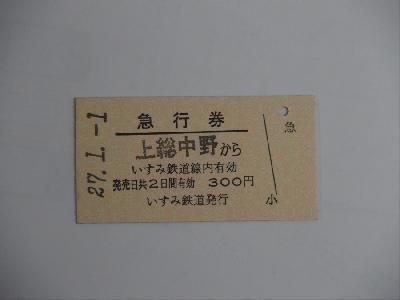 27.1.-1
急行券
上総中野から
いすみ鉄道線内有効
発売日共2日間有効 300円
いすみ鉄道発行
急
小